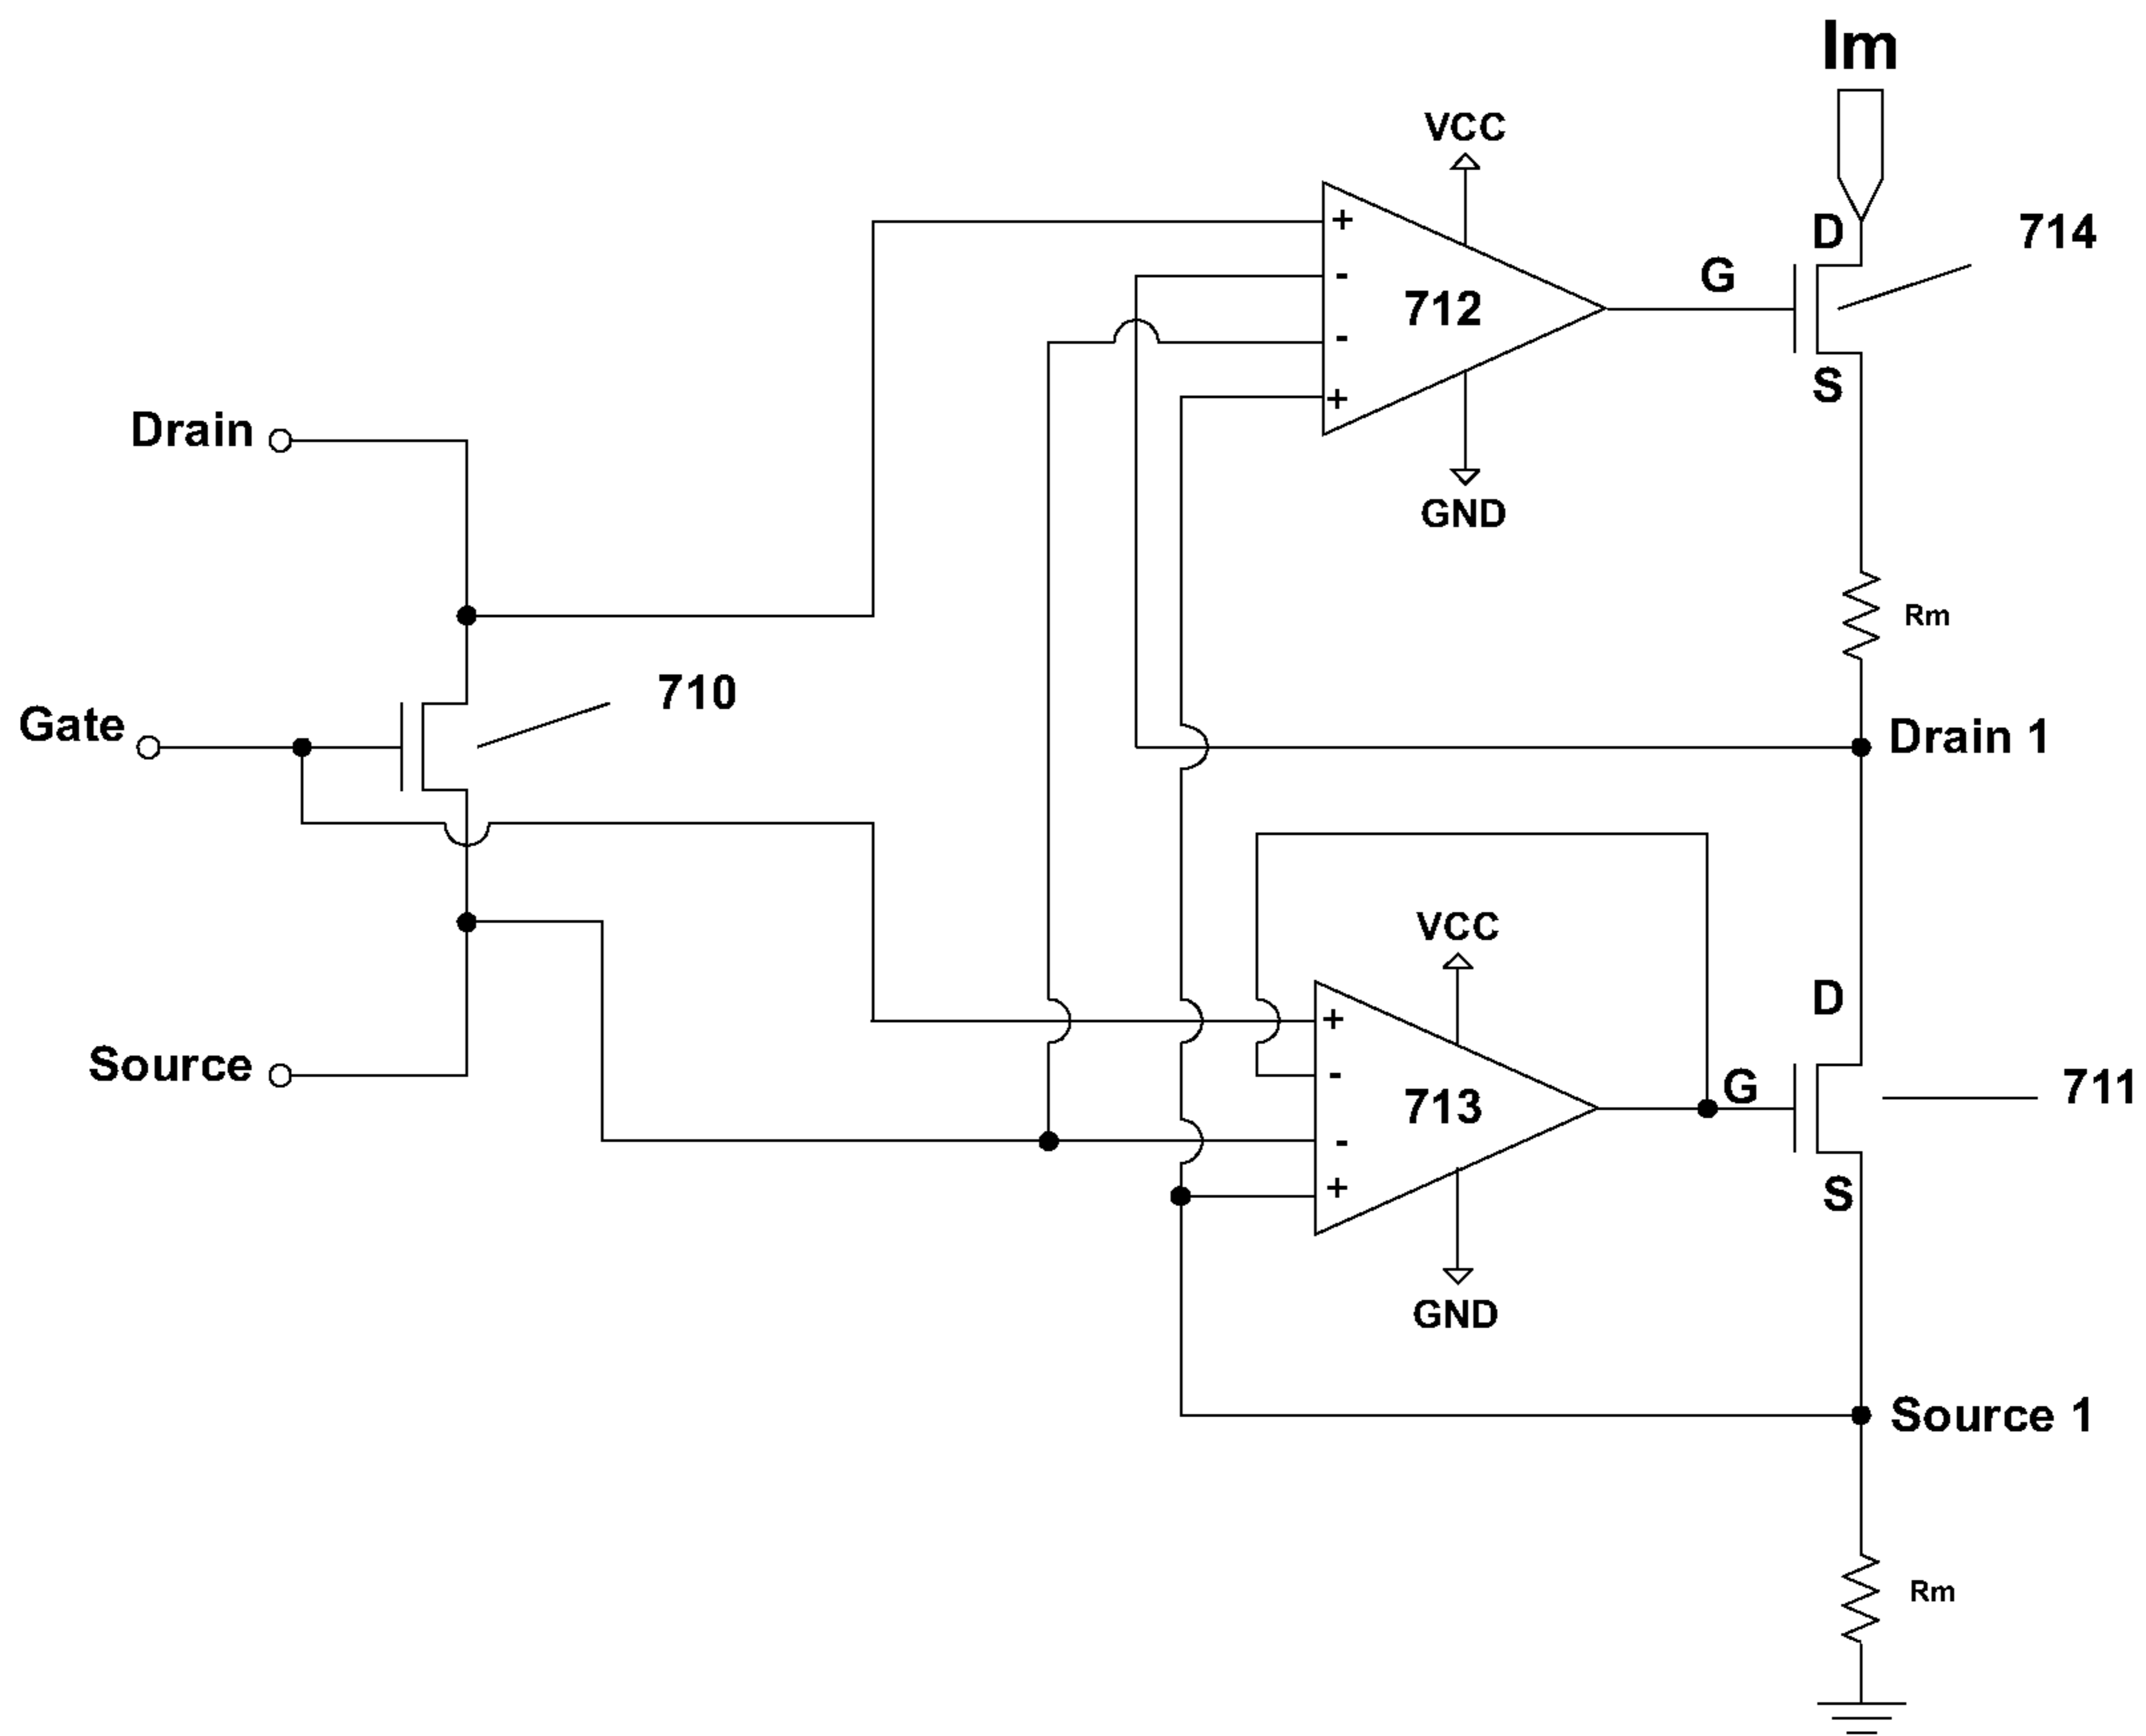 Im
VCC
D
714
+
G
-
712
-
+
S
Drain
GND
Rm
710
Gate
Drain 1
VCC
D
+
Source
-
G
711
713
-
+
S
GND
Source 1
Rm